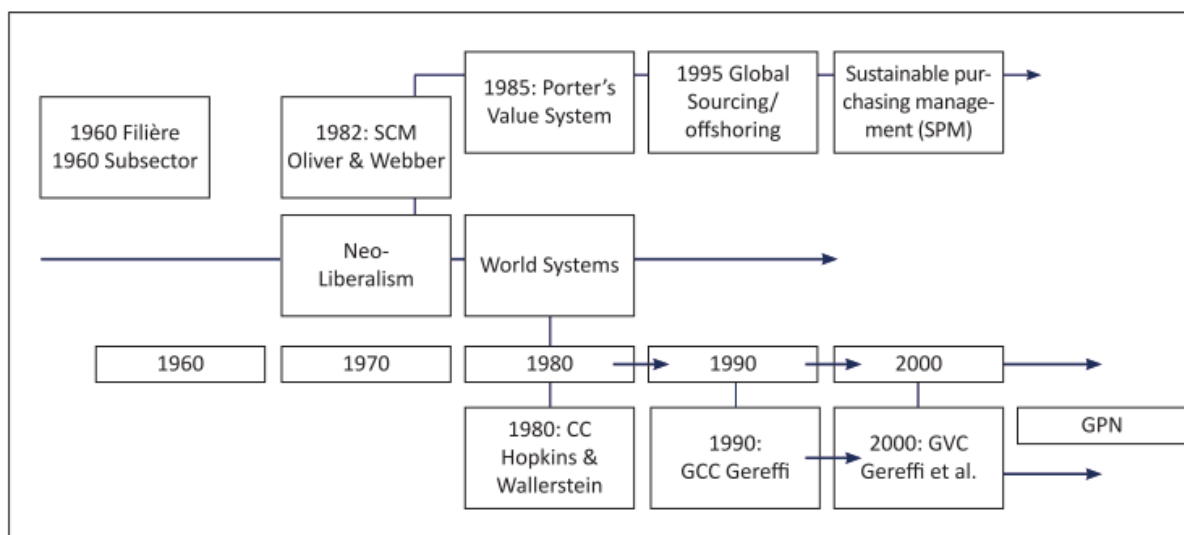 1960 Filière
1960 Subsector
1982: SCM
Oliver & Webber
1985: Porter's
Value System
1995 Global
Sourcing/
offshoring
Sustainable pur-
chasing manage-
ment (SPM)
Neo-
Liberalism
World Systems
1960
1970
1980
1990
2000
1980: CC
Hopkins &
Wallerstein
1990:
GCC Gereffi
2000: GVC
Gereffi et al.
GPN